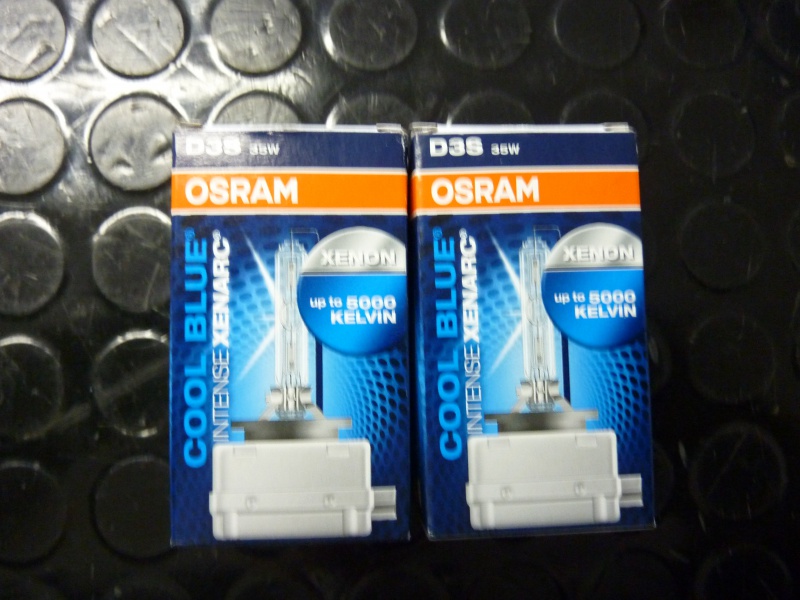 D3S 35W
OSRAM
COOL BLUE®
INTENSE XENARC®
XENON
up to 5000
KELVIN
D3S 35W
OSRAM
COOL BLUE®
INTENSE XENARC®
XENON
up to 5000
KELVIN